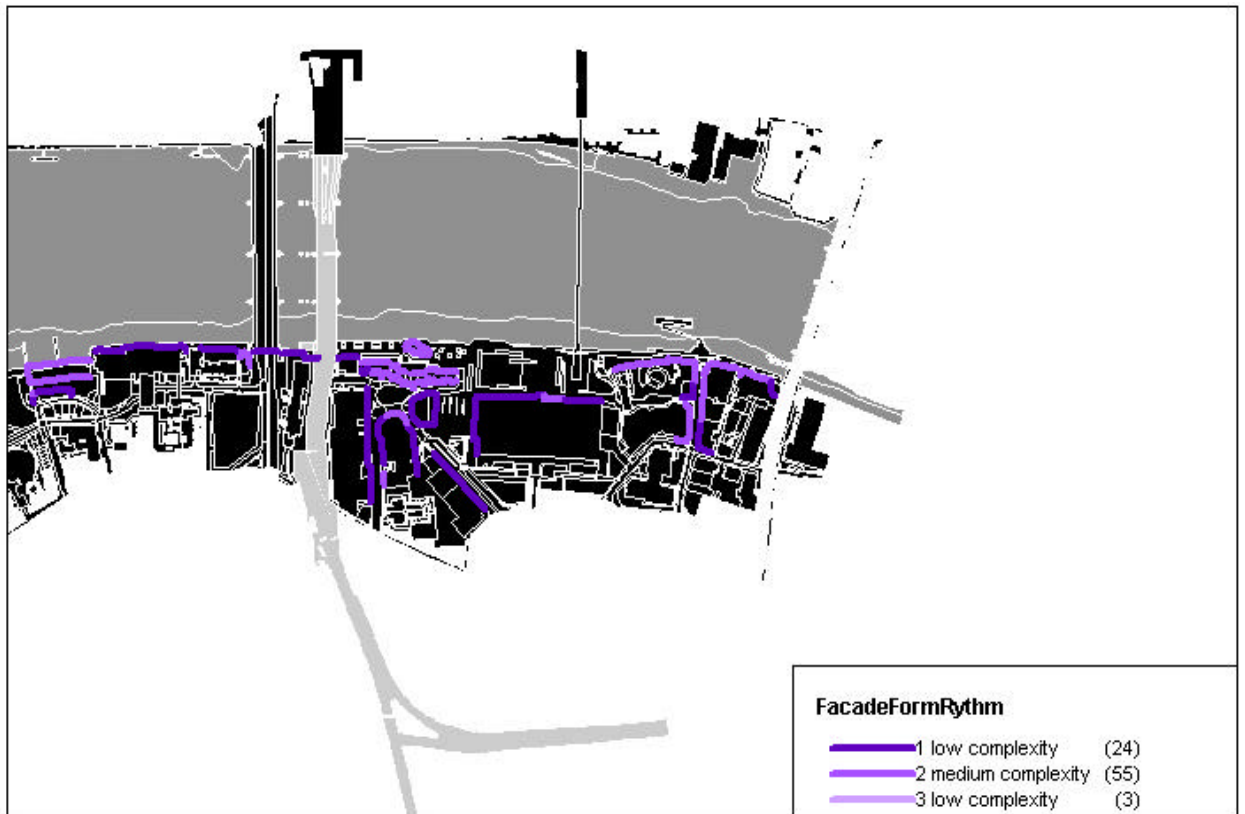 FacadeFormRythm
1 low complexity (24)
2 medium complexity (55)
3 low complexity (3)